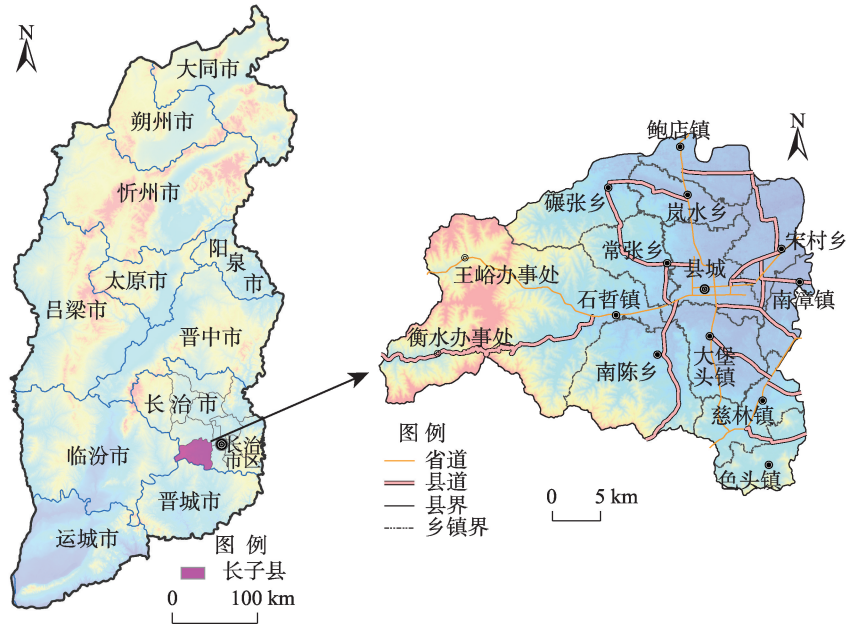 N
大同市
朔州市
忻州市
阳泉市
太原市
吕梁市
晋中市
长治市
长治
市区
临汾市
晋城市
运城市
图 例
长子县
0 100 km
N
鲍店镇
碾张乡
岚水乡
宋村乡
常张乡
王峪办事处
县城
石哲镇
南漳镇
衡水办事处
大堡
头镇
南陈乡
慈林镇
色头镇
图 例
省道
县道
县界
乡镇界
0 5 km